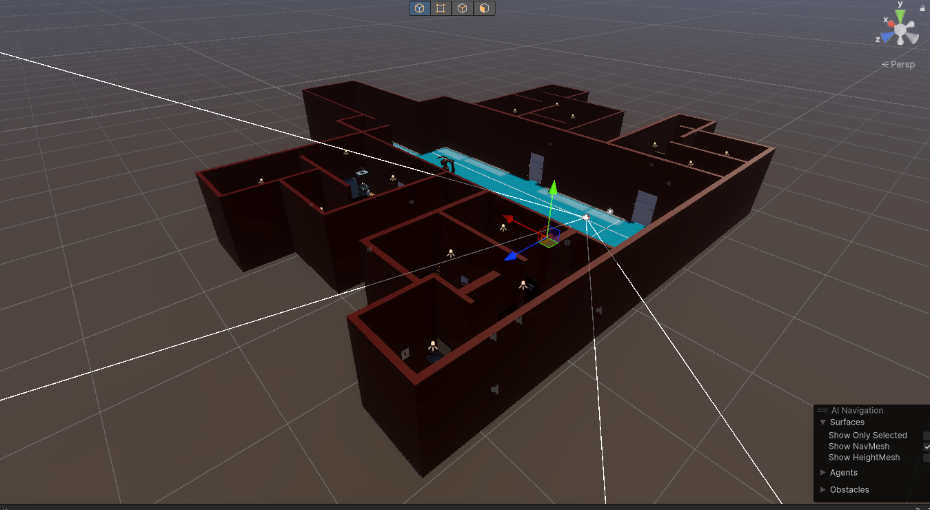 y
x
z
Persp
AI Navigation
Surfaces
Show Only Selected
Show NavMesh
Show HeightMesh
Agents
Obstacles